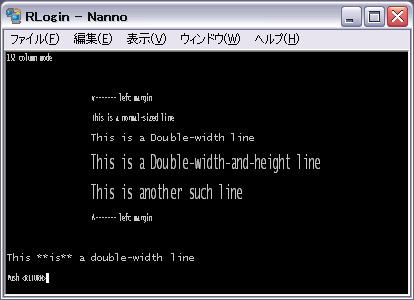 RLogin - Nanno
ファイル(F) 編集(E) 表示(V) ウィンドウ(W) ヘルプ(H)
132 column mode
v------- left margin
This is a normal-sized line
This is a Double-width line
This is a Double-width-and-height line
This is another such line
^------- left margin
This **is** a double-width line
Push <RETURN>